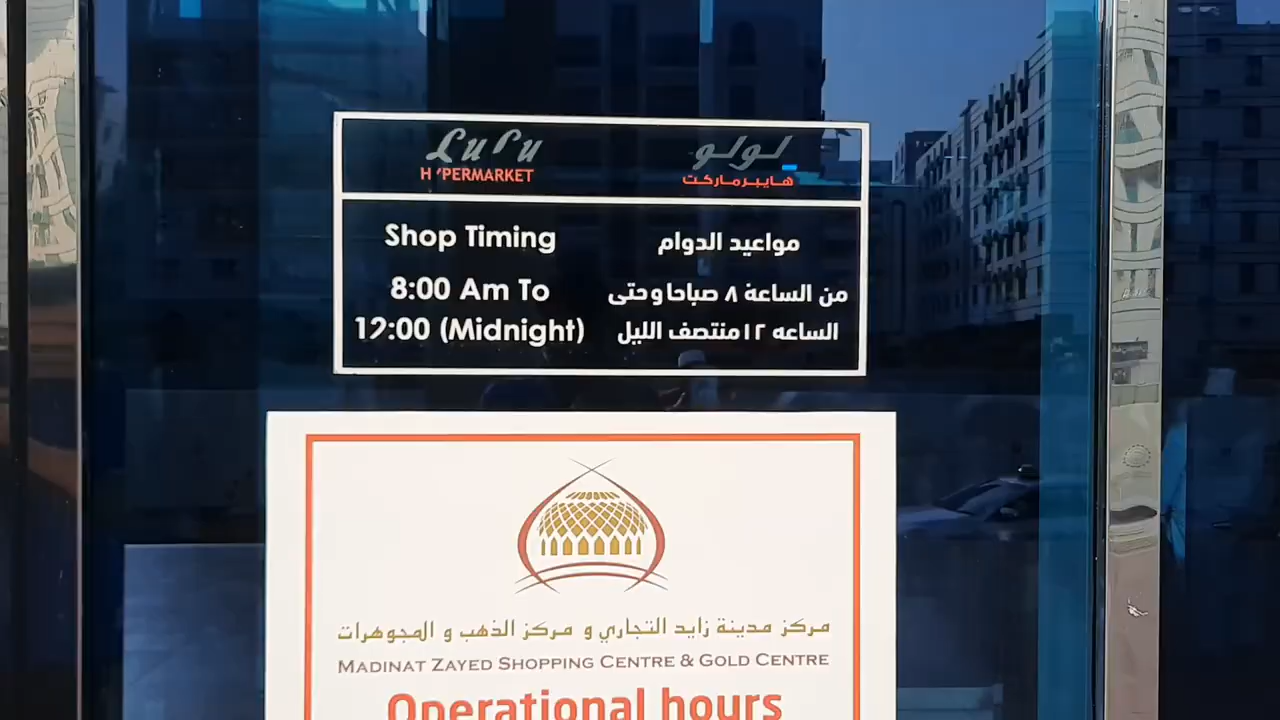 LuLu
HYPERMARKET
لولو
هايبرماركت
Shop Timing
8:00 Am To
12:00 (Midnight)
مواعيد الدوام
من الساعة ٨ صباحا وحتى
الساعه ١٢ منتصف الليل
مركز مدينة زايد التجاري و مركز الذهب و المجوهرات
MADINAT ZAYED SHOPPING CENTRE & GOLD CENTRE
Operational hours